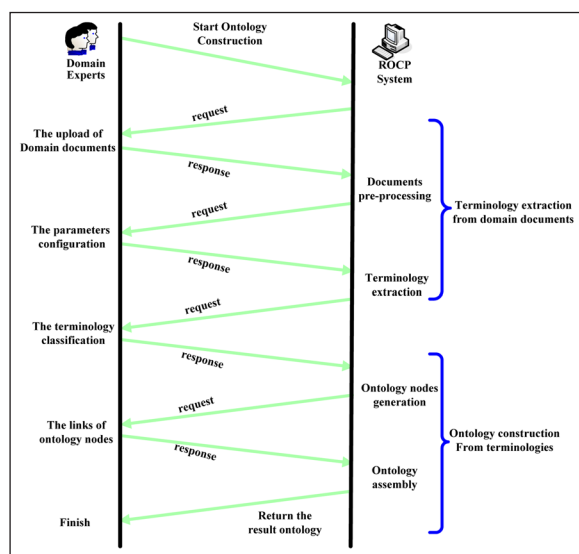 Start Ontology
Construction
Domain
Experts
ROCP
System
request
The upload of
Domain documents
response
Documents
pre-processing
request
Terminology extraction
from domain documents
The parameters
configuration
response
Terminology
extraction
request
The terminology
classification
response
Ontology nodes
generation
request
The links of
ontology nodes
Ontology construction
From terminologies
response
Ontology
assembly
Finish
Return the
result ontology